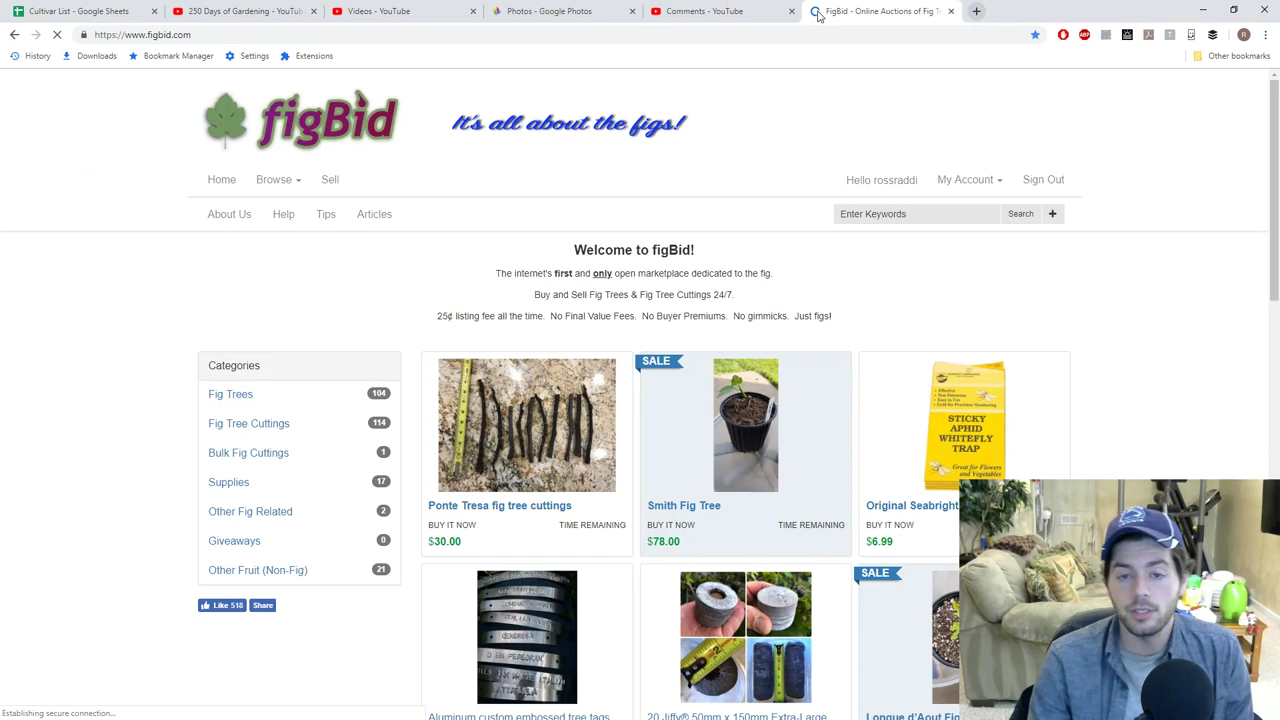 Cultivar List - Google Sheets
250 Days of Gardening - YouTube
Videos - YouTube
Photos - Google Photos
Comments - YouTube
FigBid - Online Auctions of Fig T
https://www.figbid.com
History
Downloads
Bookmark Manager
Settings
Extensions
Other bookmarks
figBid
It's all about the figs!
Home
Browse
Sell
Hello rossraddi
My Account
Sign Out
About Us
Help
Tips
Articles
Enter Keywords
Search
Welcome to figBid!
The internet's first and only open marketplace dedicated to the fig.
Buy and Sell Fig Trees & Fig Tree Cuttings 24/7.
25¢ listing fee all the time. No Final Value Fees. No Buyer Premiums. No gimmicks. Just figs!
Categories
Fig Trees 104
Fig Tree Cuttings 114
Bulk Fig Cuttings 1
Supplies 17
Other Fig Related 2
Giveaways 0
Other Fruit (Non-Fig) 21
Like 518
Share
Ponte Tresa fig tree cuttings
BUY IT NOW
TIME REMAINING
$30.00
SALE
Smith Fig Tree
BUY IT NOW
TIME REMAINING
$78.00
STICKY
APHID
WHITEFLY
TRAP
Great for Flowers
and Vegetables
Original Seabright
BUY IT NOW
$6.99
Aluminum custom embossed tree tags
20 Jiffy® 50mm x 150mm Extra-Large
SALE
Longue d'Aout Fig
Establishing secure connection...